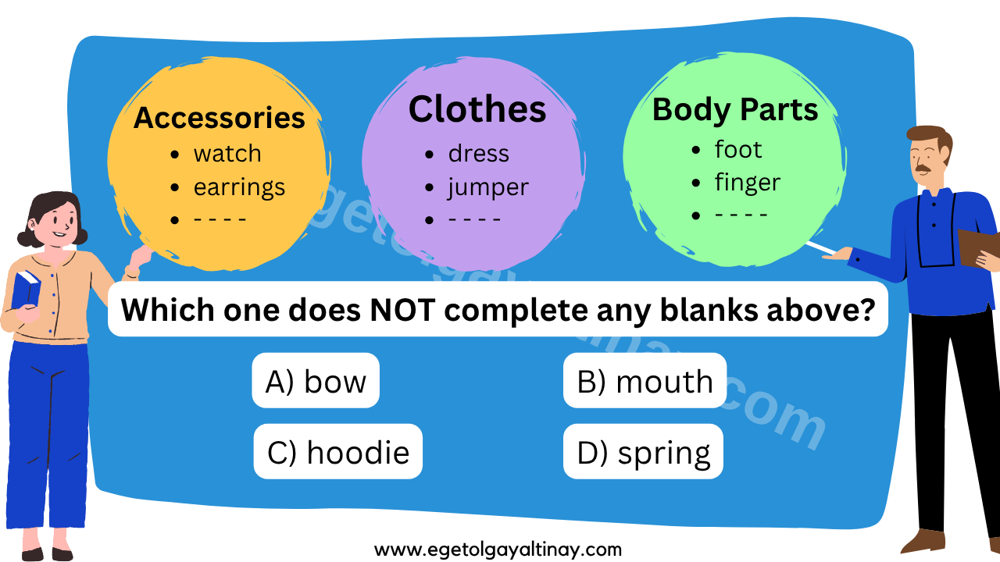 Accessories
• watch
• earrings
• - - - -
Clothes
• dress
• jumper
• - - - -
Body Parts
• foot
• finger
• - - - -
Which one does NOT complete any blanks above?
A) bow
B) mouth
C) hoodie
D) spring
www.egetolgayaltinay.com